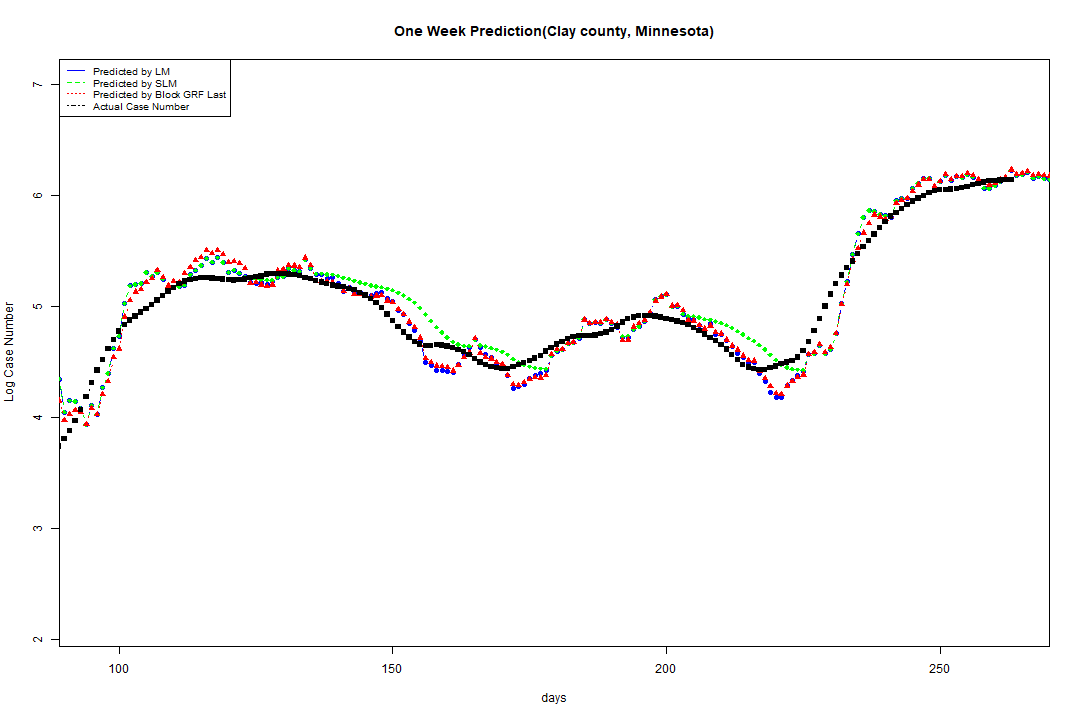 One Week Prediction(Clay county, Minnesota)
Predicted by LM
Predicted by SLM
Predicted by Block GRF Last
Actual Case Number
7
6
5
4
3
2
Log Case Number
100 150 200 250
days